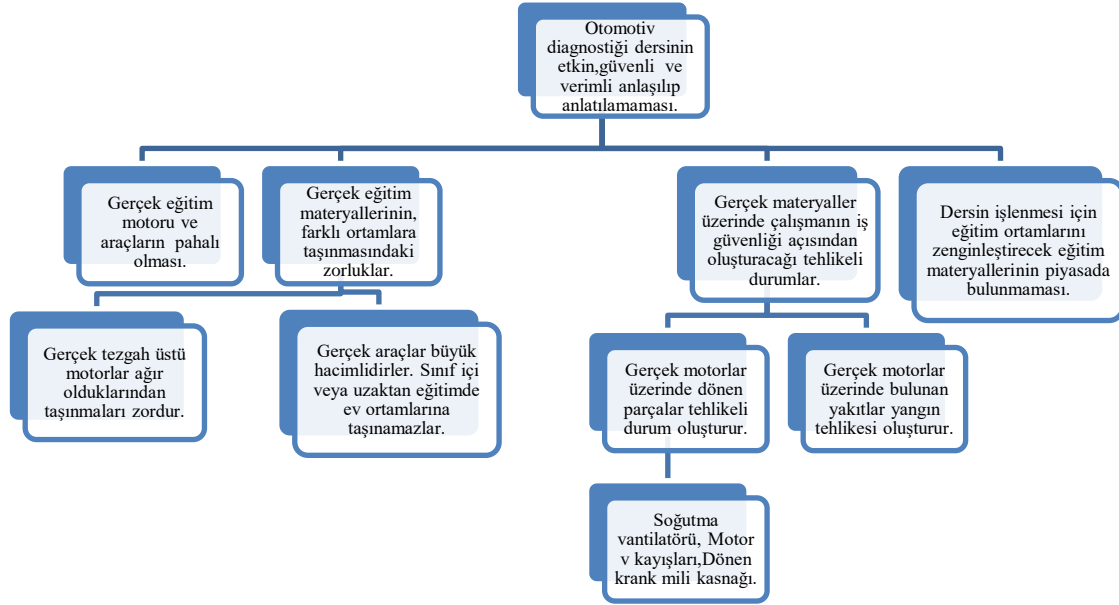 Otomotiv
diagnostiği dersinin
etkin,güvenli ve
verimli anlaşılıp
anlatılamaması.
Gerçek eğitim
motoru ve
araçların pahalı
olması.
Gerçek eğitim
materyallerinin,
farklı ortamlara
taşınmasındaki
zorluklar.
Gerçek materyaller
üzerinde çalışmanın iş
güvenliği açısından
oluşturacağı tehlikeli
durumlar.
Dersin işlenmesi için
eğitim ortamlarını
zenginleştirecek eğitim
materyallerinin piyasada
bulunmaması.
Gerçek tezgah üstü
motorlar ağır
olduklarından
taşınmaları zordur.
Gerçek araçlar büyük
hacimlidirler. Sınıf içi
veya uzaktan eğitimde
ev ortamlarına
taşınamazlar.
Gerçek motorlar
üzerinde dönen
parçalar tehlikeli
durum oluşturur.
Gerçek motorlar
üzerinde bulunan
yakıtlar yangın
tehlikesi oluşturur.
Soğutma
vantilatörü, Motor
v kayışları,Dönen
krank mili kasnağı.